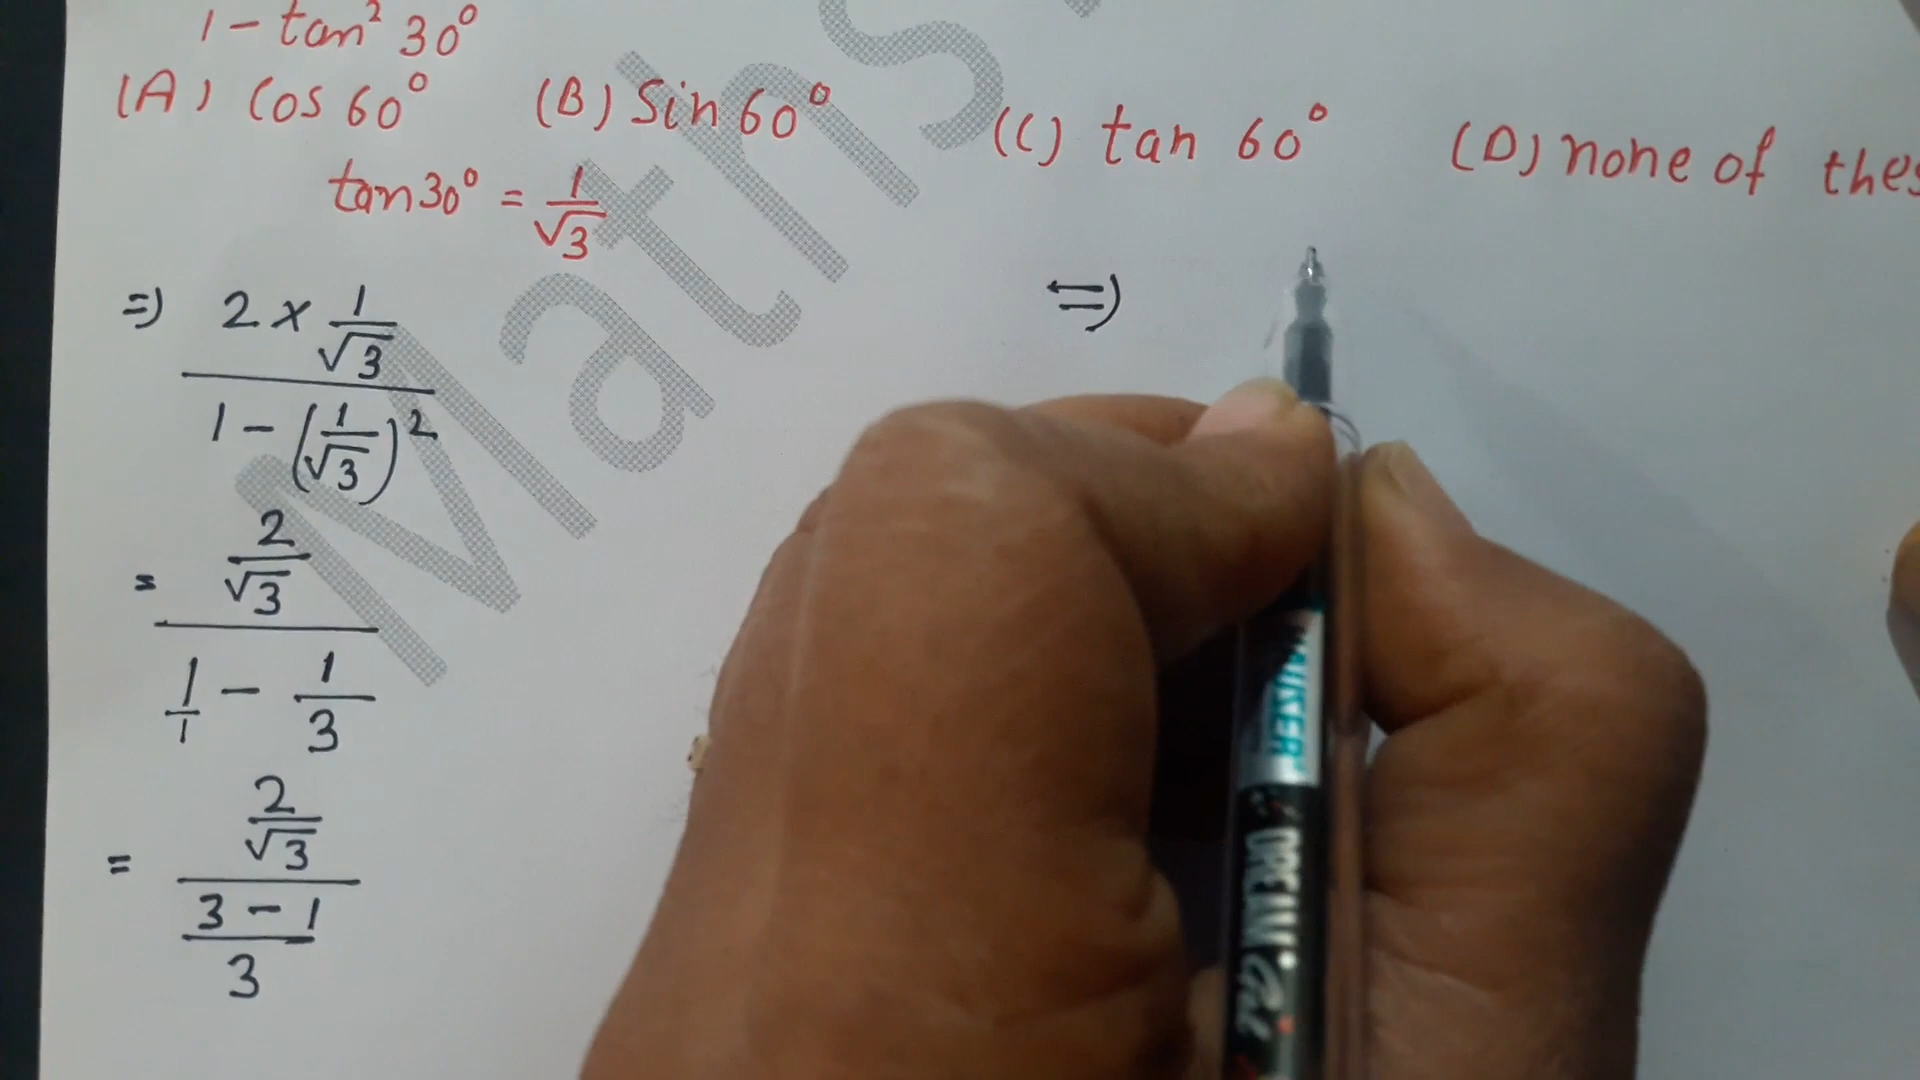 1 - tan² 30°
(A) Cos 60° (B) Sin 60° (C) tan 60° (D) none of thes
tan 30° = 1/√3
⇒ 2 × 1/√3 / 1 - (1/√3)² ⇒
= 2/√3 / 1/1 - 1/3
= 2/√3 / 3 - 1/3
Maths